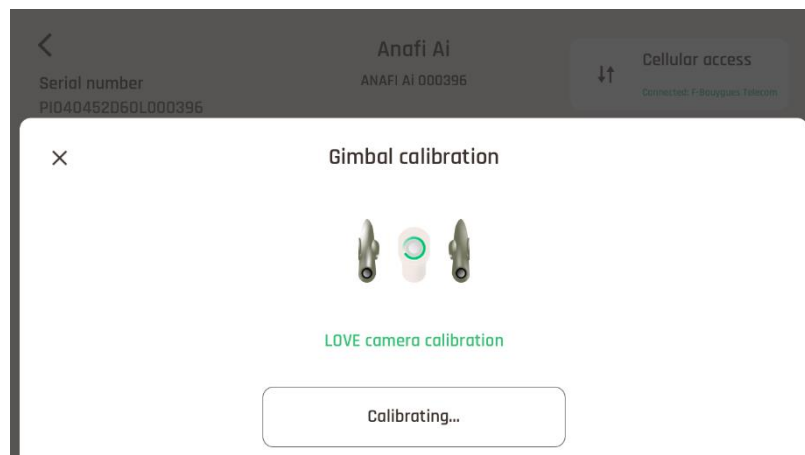 Anafi Ai
Cellular access
Serial number
ANAFI Ai 000396
Connected: F-Bouygues Telecom
PI040452D60L000396
Gimbal calibration
LOVE camera calibration
Calibrating...